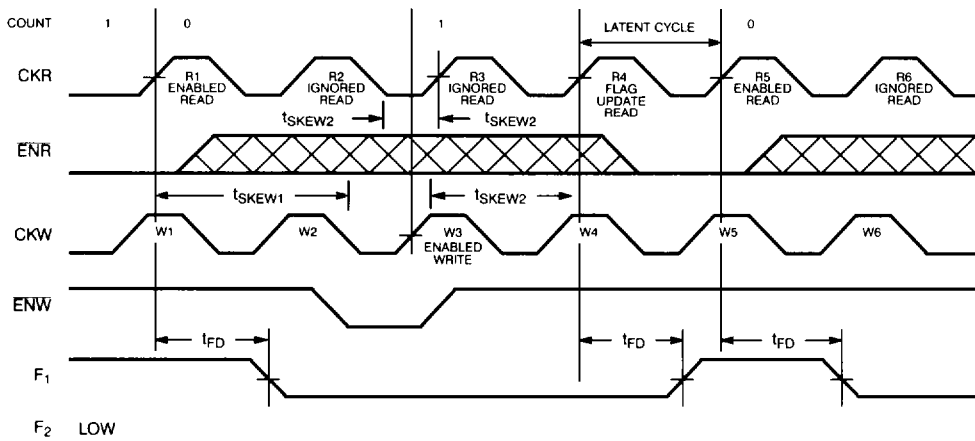 COUNT 1 0 1 LATENT CYCLE 0
CKR
R1 ENABLED READ
R2 IGNORED READ
R3 IGNORED READ
R4 FLAG UPDATE READ
R5 ENABLED READ
R6 IGNORED READ
tSKEW2 tSKEW2
ENR
tSKEW1 tSKEW2
CKW W1 W2 W3 W4 W5 W6
ENABLED
WRITE
ENW
tFD tFD tFD
F1
F2 LOW